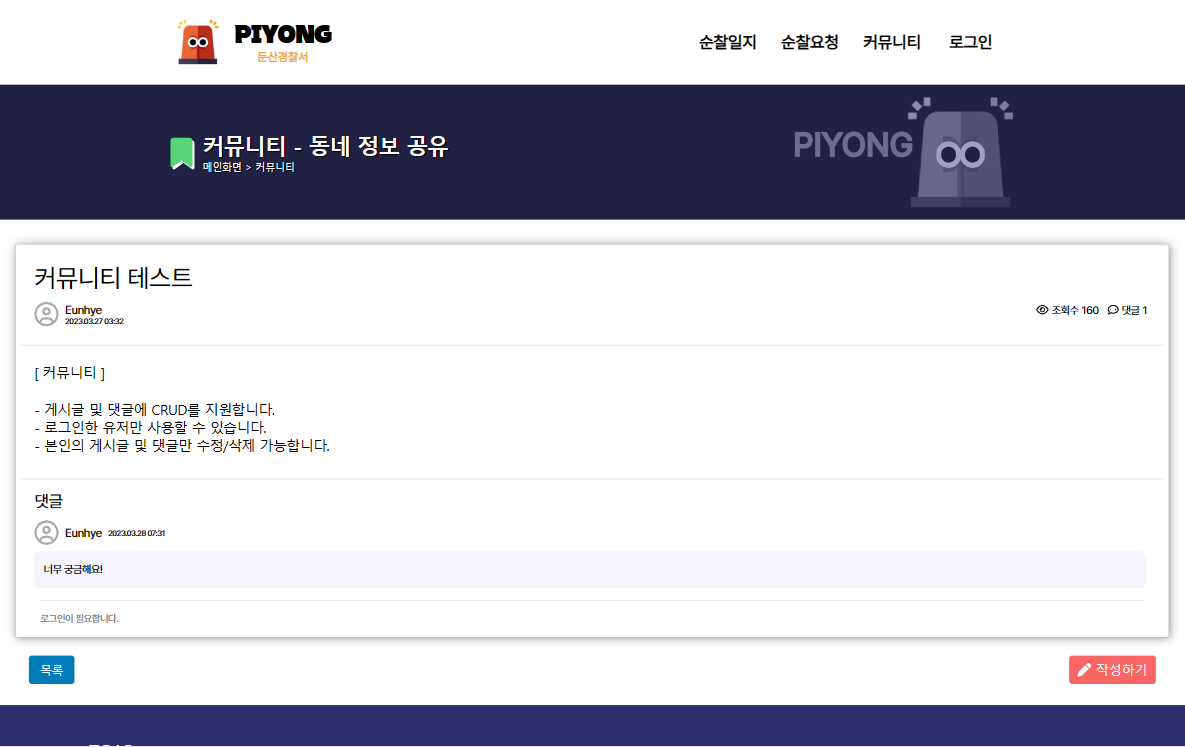 PIYONG
둔산경찰서
순찰일지 순찰요청 커뮤니티 로그인
커뮤니티 - 동네 정보 공유
메인화면 > 커뮤니티
PIYONG
커뮤니티 테스트
Eunhye
2023.03.27 03:32
조회수 160 댓글 1
[ 커뮤니티 ]
- 게시글 및 댓글에 CRUD를 지원합니다.
- 로그인한 유저만 사용할 수 있습니다.
- 본인의 게시글 및 댓글만 수정/삭제 가능합니다.
댓글
Eunhye 2023.03.28 07:31
너무 궁금해요!
로그인이 필요합니다.
목록
작성하기